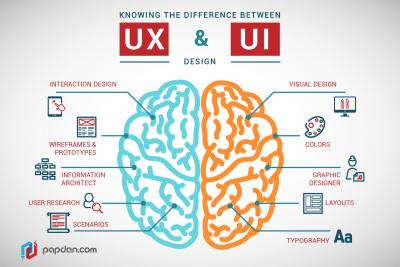 KNOWING THE DIFFERENCE BETWEEN
UX & UI
DESIGN
INTERACTION DESIGN
WIREFRAMES &
PROTOTYPES
INFORMATION
ARCHITECT
USER RESEARCH
SCENARIOS
VISUAL DESIGN
COLORS
GRAPHIC
DESIGNER
LAYOUTS
TYPOGRAPHY Aa
papdan.com